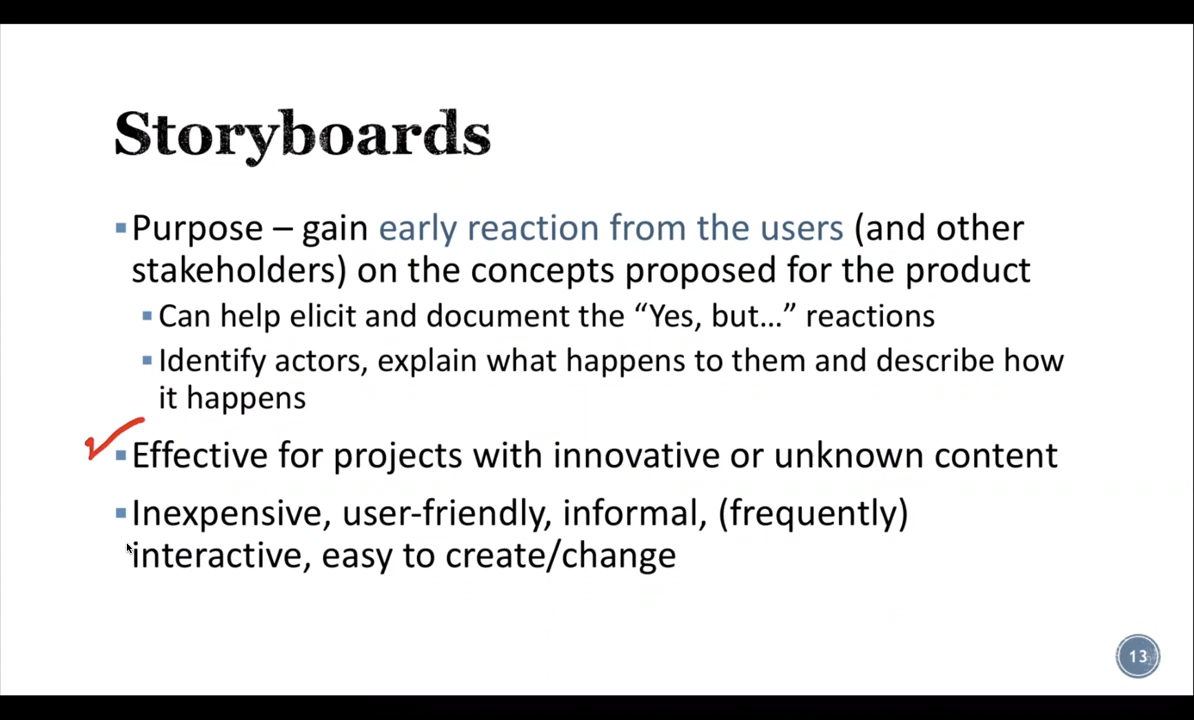 Storyboards
▪Purpose – gain early reaction from the users (and other
stakeholders) on the concepts proposed for the product
▪Can help elicit and document the “Yes, but…” reactions
▪Identify actors, explain what happens to them and describe how
it happens
▪Effective for projects with innovative or unknown content
▪Inexpensive, user-friendly, informal, (frequently)
interactive, easy to create/change
13